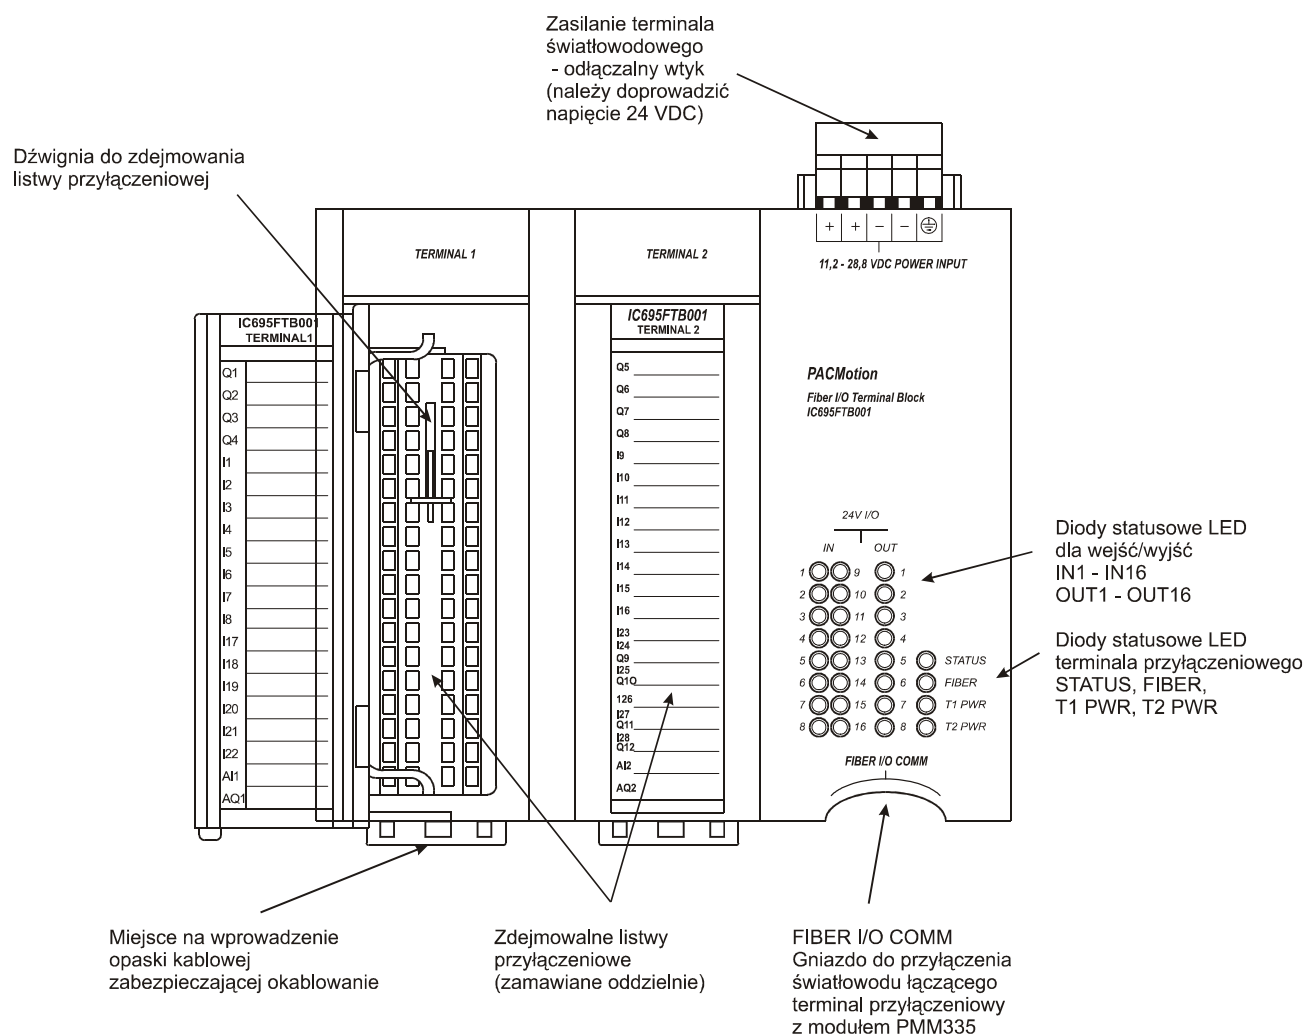 Zasilanie terminala
światłowodowego
- odłączalny wtyk
(należy doprowadzić
napięcie 24 VDC)
Dźwignia do zdejmowania
listwy przyłączeniowej
+ + – –
11,2 - 28,8 VDC POWER INPUT
TERMINAL 1
TERMINAL 2
IC695FTB001
TERMINAL1
Q1
Q2
Q3
Q4
I1
I2
I3
I4
I5
I6
I7
I8
I17
I18
I19
I20
I21
I22
AI1
AQ1
IC695FTB001
TERMINAL 2
Q5
Q6
Q7
Q8
I9
I10
I11
I12
I13
I14
I15
I16
I23
I24
Q9
I25
Q1O
126
I27
Q11
I28
Q12
AI2
AQ2
PACMotion
Fiber I/O Terminal Block
IC695FTB001
24V I/O
IN OUT
1 9 1
2 10 2
3 11 3
4 12 4
5 13 5 STATUS
6 14 6 FIBER
7 15 7 T1 PWR
8 16 8 T2 PWR
FIBER I/O COMM
Diody statusowe LED
dla wejść/wyjść
IN1 - IN16
OUT1 - OUT16
Diody statusowe LED
terminala przyłączeniowego
STATUS, FIBER,
T1 PWR, T2 PWR
Miejsce na wprowadzenie
opaski kablowej
zabezpieczającej okablowanie
Zdejmowalne listwy
przyłączeniowe
(zamawiane oddzielnie)
FIBER I/O COMM
Gniazdo do przyłączenia
światłowodu łączącego
terminal przyłączeniowy
z modułem PMM335